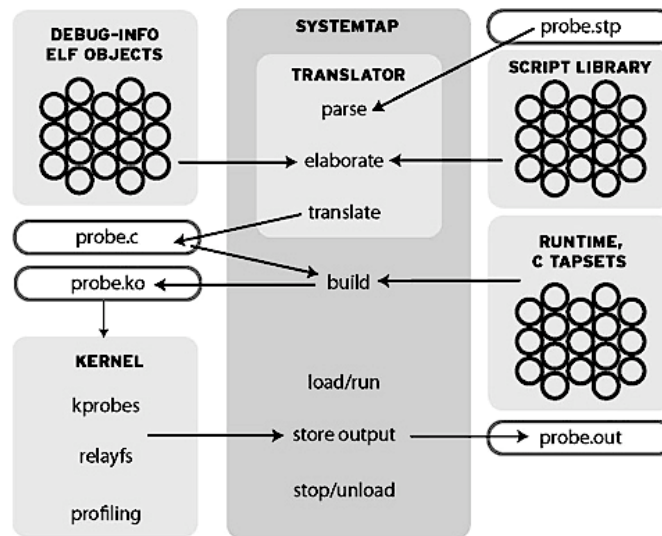 DEBUG-INFO
ELF OBJECTS
SYSTEMTAP
TRANSLATOR
parse
elaborate
translate
build
load/run
store output
stop/unload
probe.stp
SCRIPT LIBRARY
probe.c
probe.ko
RUNTIME,
C TAPSETS
KERNEL
kprobes
relayfs
profiling
probe.out